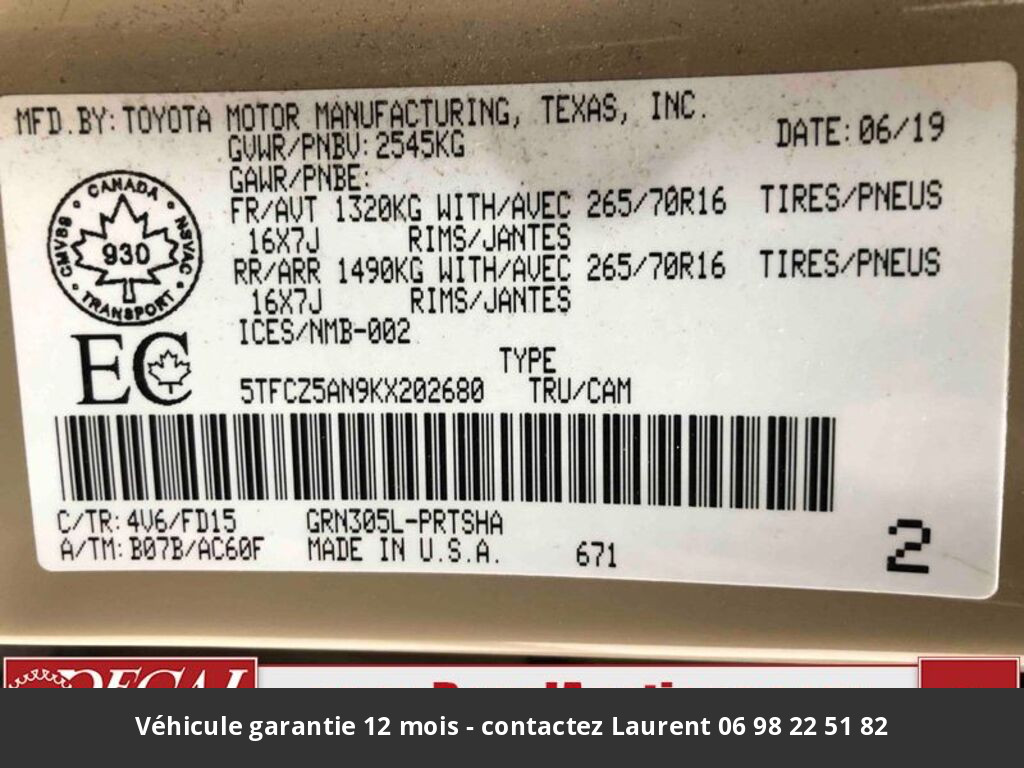 MFD.BY:TOYOTA MOTOR MANUFACTURING, TEXAS, INC.
GVWR/PNBV:2545KG DATE:06/19
GAWR/PNBE:
FR/AVT 1320KG WITH/AVEC 265/70R16 TIRES/PNEUS
16X7J RIMS/JANTES
RR/ARR 1490KG WITH/AVEC 265/70R16 TIRES/PNEUS
16X7J RIMS/JANTES
ICES/NMB-002
CANADA
CMVSS 930 NSVAC
TRANSPORT
EC
TYPE
5TFCZ5AN9KX202680 TRU/CAM
C/TR:4V6/FD15 GRN305L-PRTSHA
A/TM:B07B/AC60F MADE IN U.S.A. 671 2
Véhicule garantie 12 mois - contactez Laurent 06 98 22 51 82